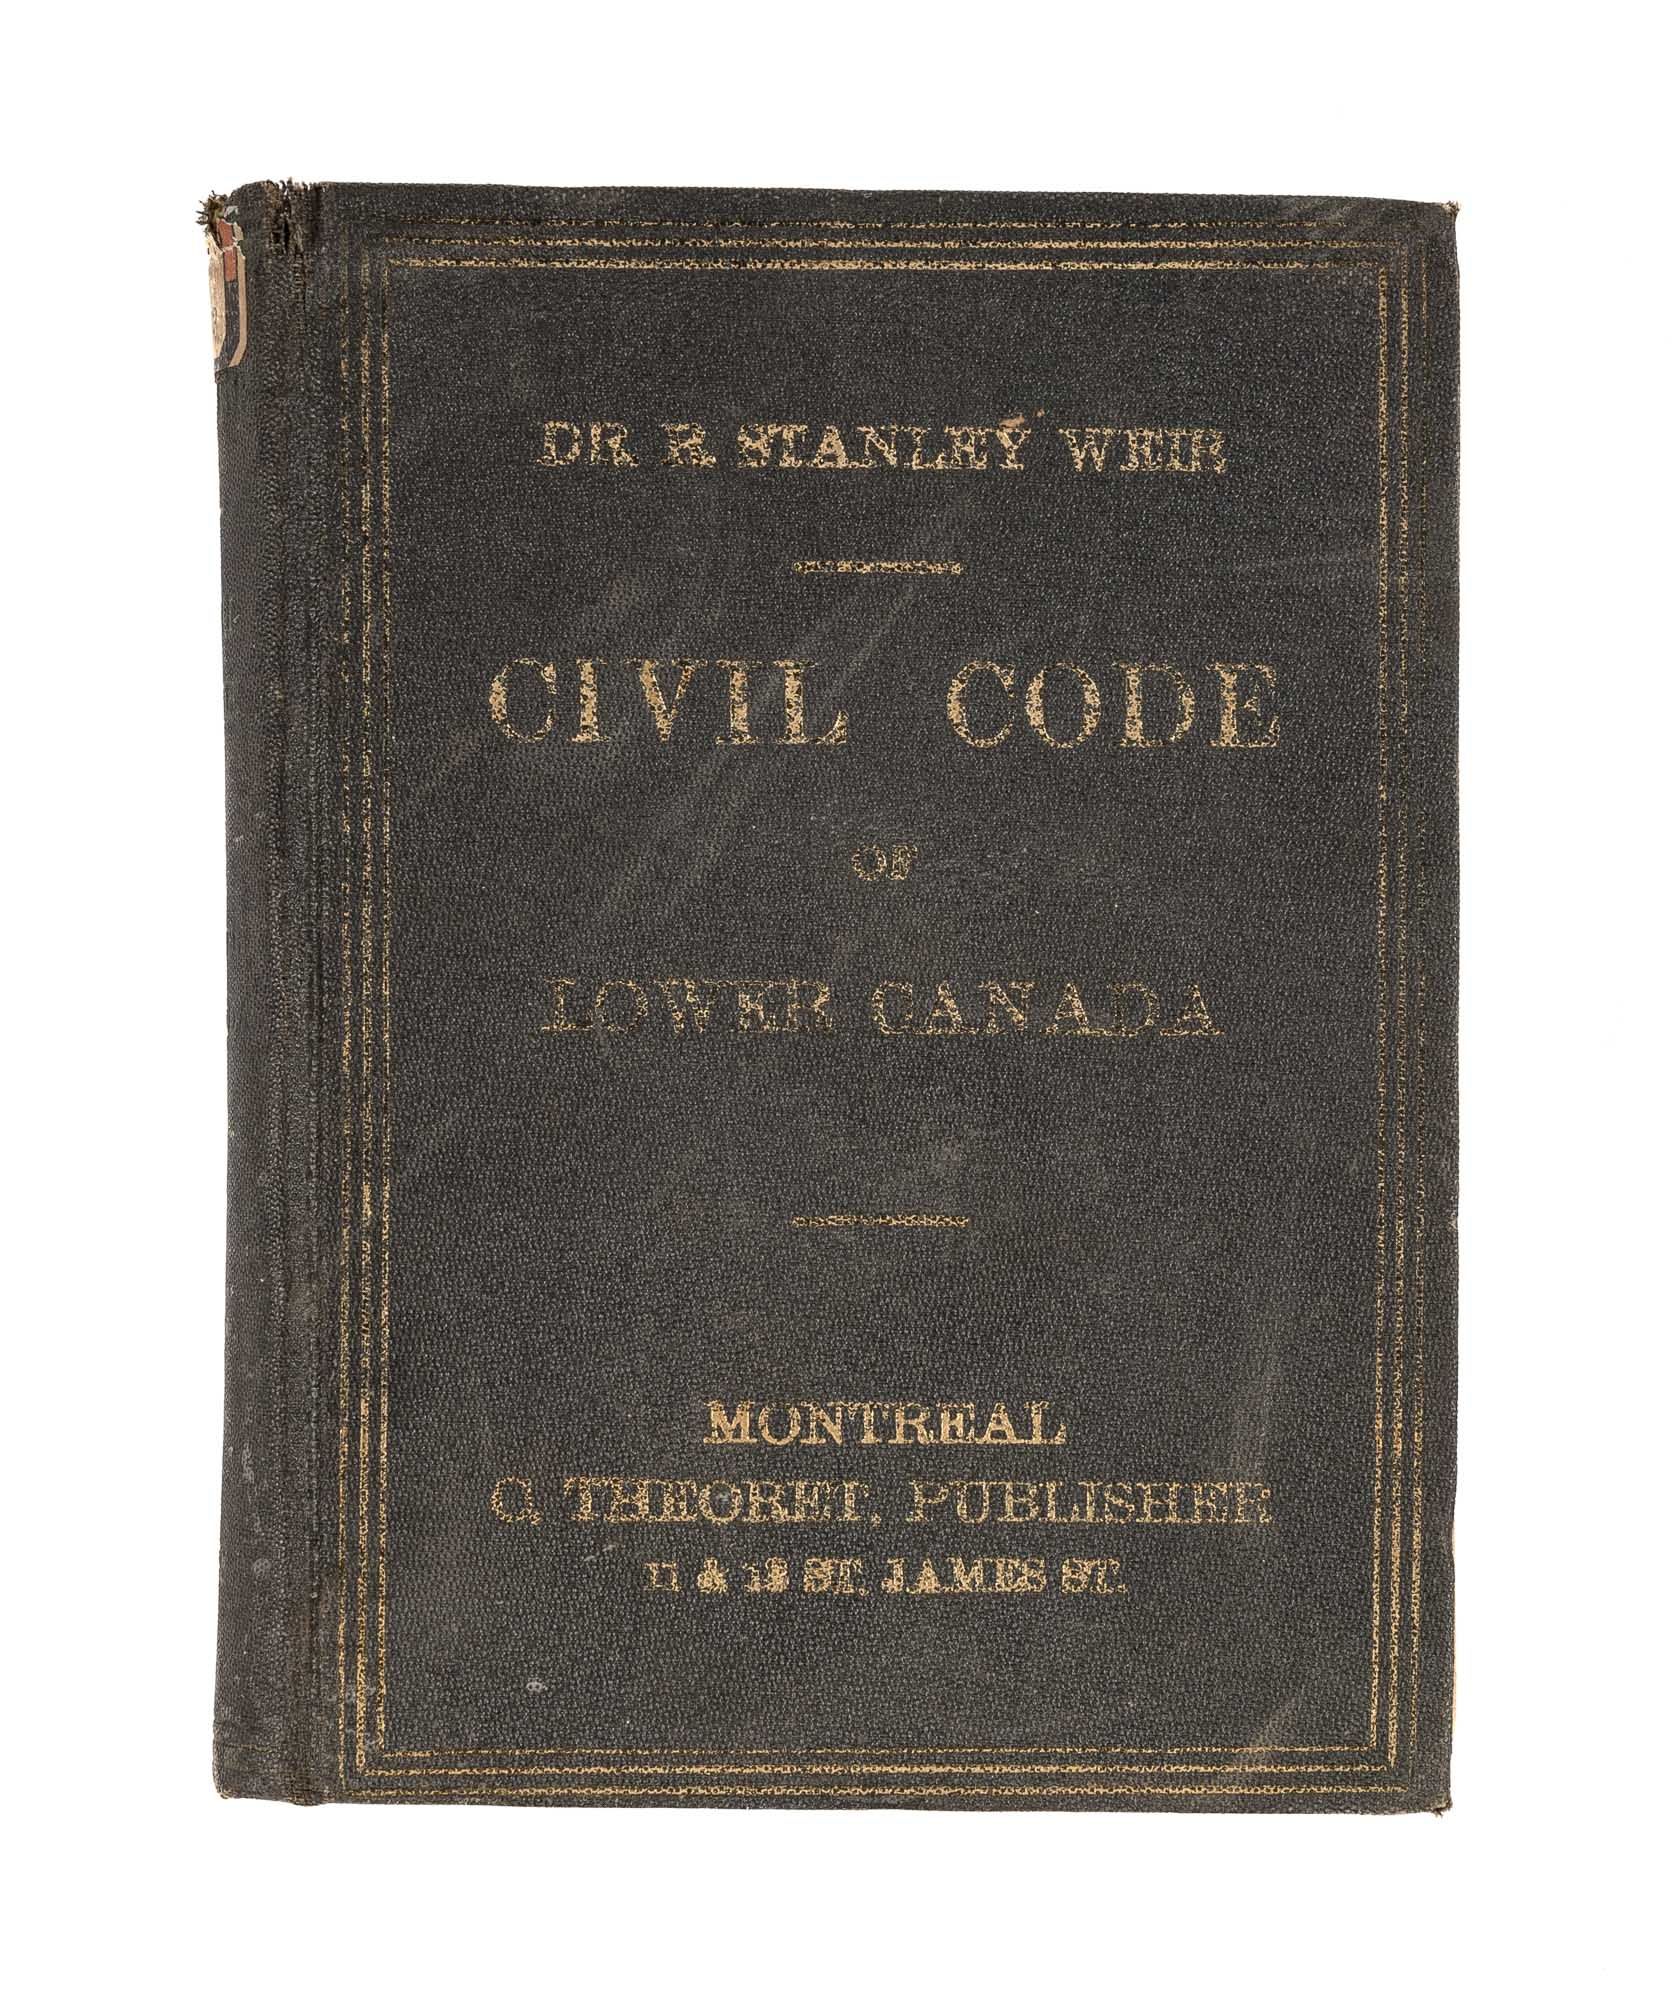 DR. R. STANLEY WEIR
CIVIL CODE
OF
LOWER CANADA
MONTREAL
C. THEORET, PUBLISHER
11 & 13 ST. JAMES ST.